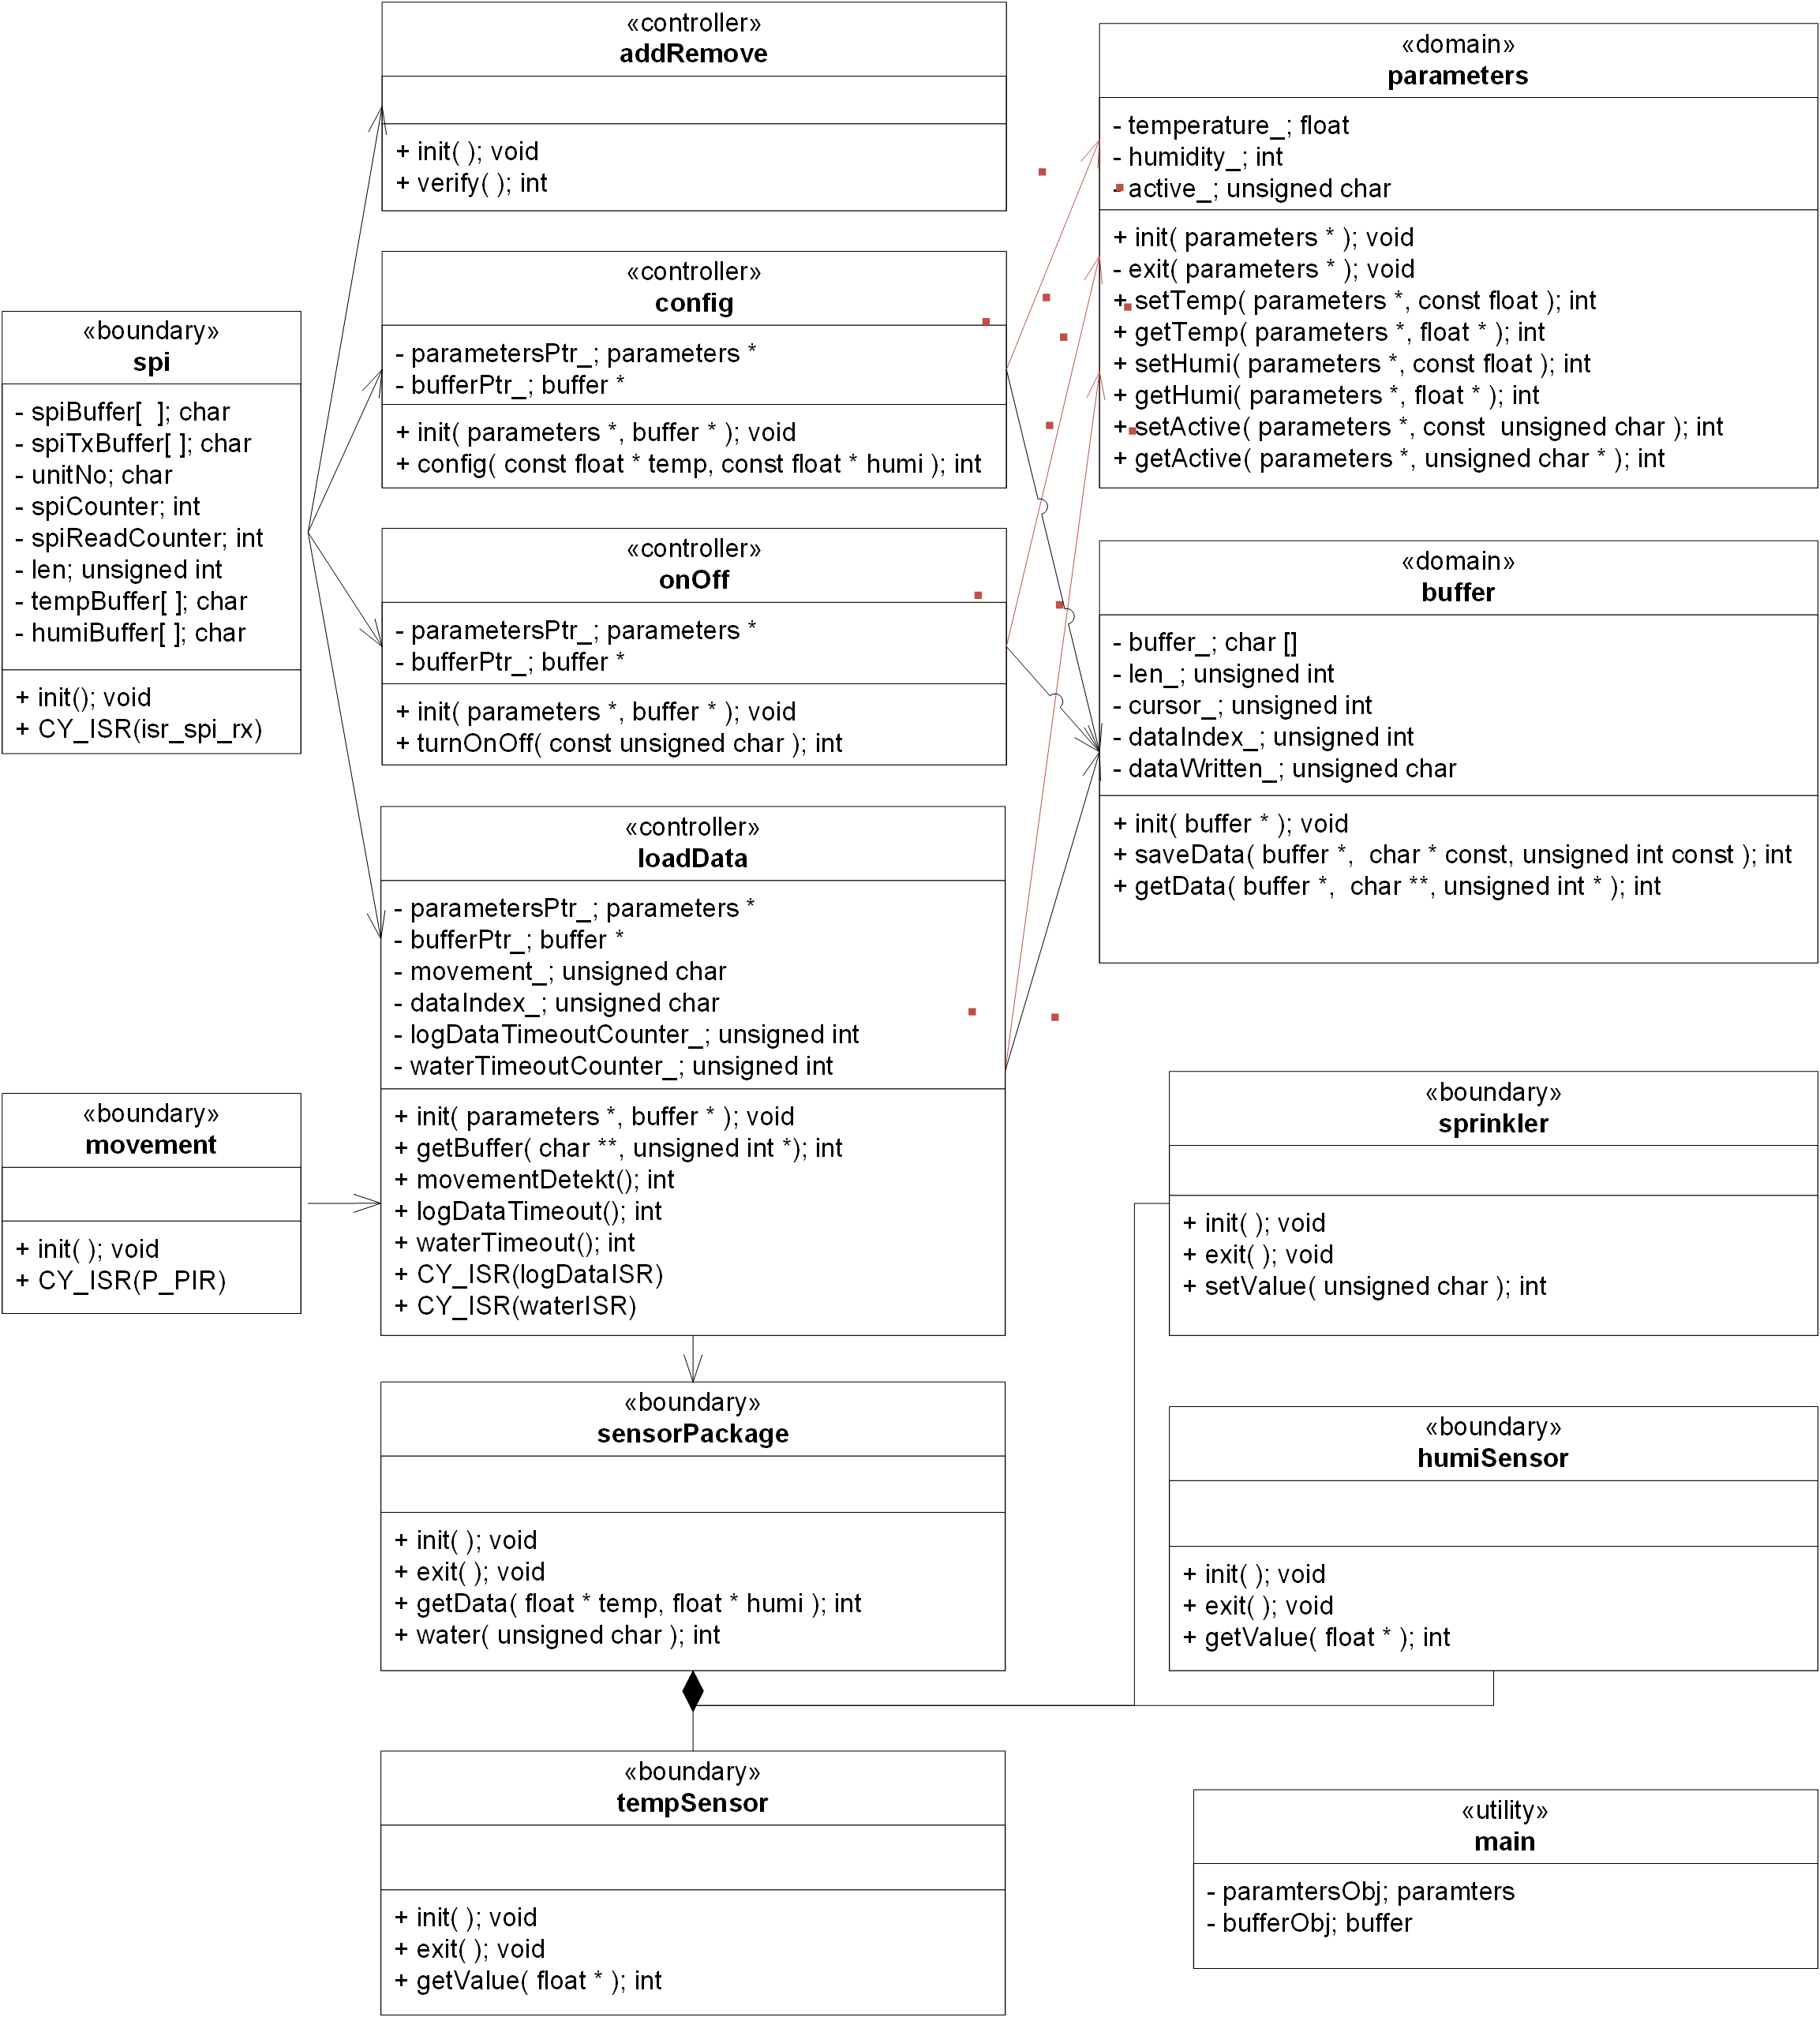 «controller»
addRemove
+ init( ); void
+ verify( ); int
«domain»
parameters
- temperature_; float
- humidity_; int
- active_; unsigned char
+ init( parameters * ); void
- exit( parameters * ); void
+ setTemp( parameters *, const float ); int
+ getTemp( parameters *, float * ); int
+ setHumi( parameters *, const float ); int
+ getHumi( parameters *, float * ); int
+ setActive( parameters *, const  unsigned char ); int
+ getActive( parameters *, unsigned char * ); int
«controller»
config
- parametersPtr_; parameters *
- bufferPtr_; buffer *
+ init( parameters *, buffer * ); void
+ config( const float * temp, const float * humi ); int
«boundary»
spi
- spiBuffer[  ]; char
- spiTxBuffer[ ]; char
- unitNo; char
- spiCounter; int
- spiReadCounter; int
- len; unsigned int
- tempBuffer[ ]; char
- humiBuffer[ ]; char
+ init(); void
+ CY_ISR(isr_spi_rx)
«controller»
onOff
- parametersPtr_; parameters *
- bufferPtr_; buffer *
+ init( parameters *, buffer * ); void
+ turnOnOff( const unsigned char ); int
«domain»
buffer
- buffer_; char []
- len_; unsigned int
- cursor_; unsigned int
- dataIndex_; unsigned int
- dataWritten_; unsigned char
+ init( buffer * ); void
+ saveData( buffer *,  char * const, unsigned int const ); int
+ getData( buffer *,  char **, unsigned int * ); int
«controller»
loadData
- parametersPtr_; parameters *
- bufferPtr_; buffer *
- movement_; unsigned char
- dataIndex_; unsigned char
- logDataTimeoutCounter_; unsigned int
- waterTimeoutCounter_; unsigned int
+ init( parameters *, buffer * ); void
+ getBuffer( char **, unsigned int *); int
+ movementDetekt(); int
+ logDataTimeout(); int
+ waterTimeout(); int
+ CY_ISR(logDataISR)
+ CY_ISR(waterISR)
«boundary»
movement
+ init( ); void
+ CY_ISR(P_PIR)
«boundary»
sprinkler
+ init( ); void
+ exit( ); void
+ setValue( unsigned char ); int
«boundary»
sensorPackage
+ init( ); void
+ exit( ); void
+ getData( float * temp, float * humi ); int
+ water( unsigned char ); int
«boundary»
humiSensor
+ init( ); void
+ exit( ); void
+ getValue( float * ); int
«boundary»
tempSensor
+ init( ); void
+ exit( ); void
+ getValue( float * ); int
«utility»
main
- paramtersObj; paramters
- bufferObj; buffer